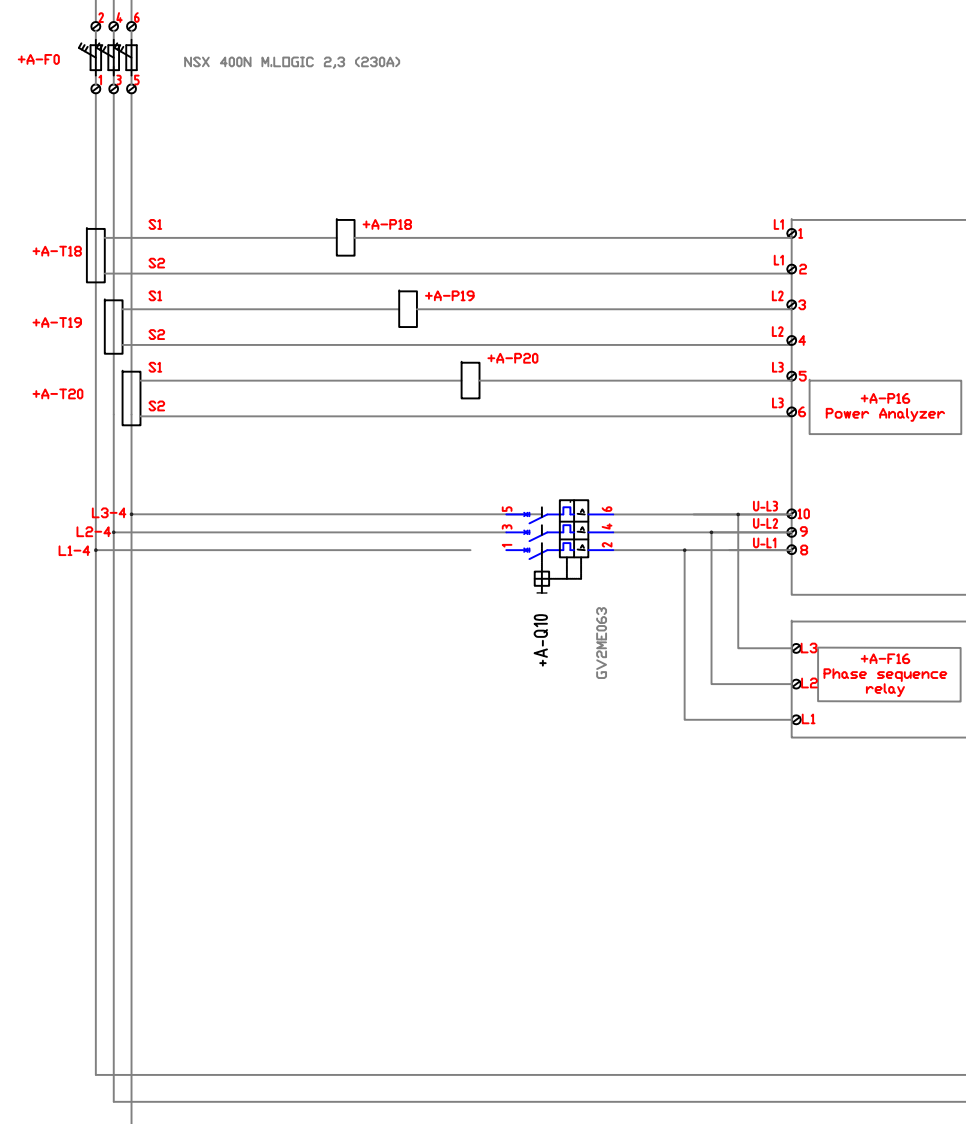 2 4 6
+A-F0
NSX 400N M.LOGIC 2,3 (230A)
1 3 5
S1
+A-P18
L1
1
+A-T18
S2
L1
2
S1
+A-P19
L2
3
+A-T19
S2
L2
4
S1
+A-P20
L3
5
+A-T20
S2
L3
6
+A-P16
Power Analyzer
L3-4
5
6
U-L3
10
L2-4
3
4
U-L2
9
L1-4
1
2
U-L1
8
+A-Q10
GV2ME063
L3
+A-F16
Phase sequence
relay
L2
L1